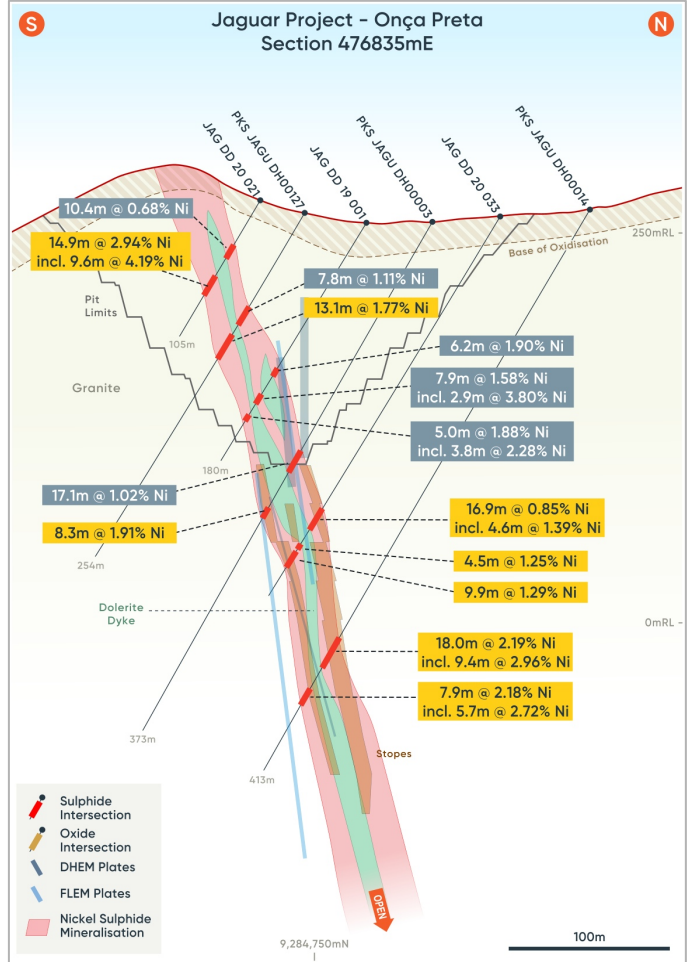 Jaguar Project - Onça Preta
Section 476835mE
S
N
JAG DD 20 021
PKS JAGU DH00127
JAG DD 19 001
PKS JAGU DH00003
JAG DD 20 033
PKS JAGU DH00014
10.4m @ 0.68% Ni
14.9m @ 2.94% Ni
incl. 9.6m @ 4.19% Ni
250mRL
Base of Oxidisation
7.8m @ 1.11% Ni
13.1m @ 1.77% Ni
Pit
Limits
105m
6.2m @ 1.90% Ni
Granite
7.9m @ 1.58% Ni
incl. 2.9m @ 3.80% Ni
5.0m @ 1.88% Ni
incl. 3.8m @ 2.28% Ni
180m
17.1m @ 1.02% Ni
8.3m @ 1.91% Ni
16.9m @ 0.85% Ni
incl. 4.6m @ 1.39% Ni
254m
4.5m @ 1.25% Ni
9.9m @ 1.29% Ni
Dolerite
Dyke
0mRL
18.0m @ 2.19% Ni
incl. 9.4m @ 2.96% Ni
7.9m @ 2.18% Ni
incl. 5.7m @ 2.72% Ni
373m
Stopes
413m
Sulphide
Intersection
Oxide
Intersection
DHEM Plates
FLEM Plates
Nickel Sulphide
Mineralisation
OPEN
9,284,750mN
100m